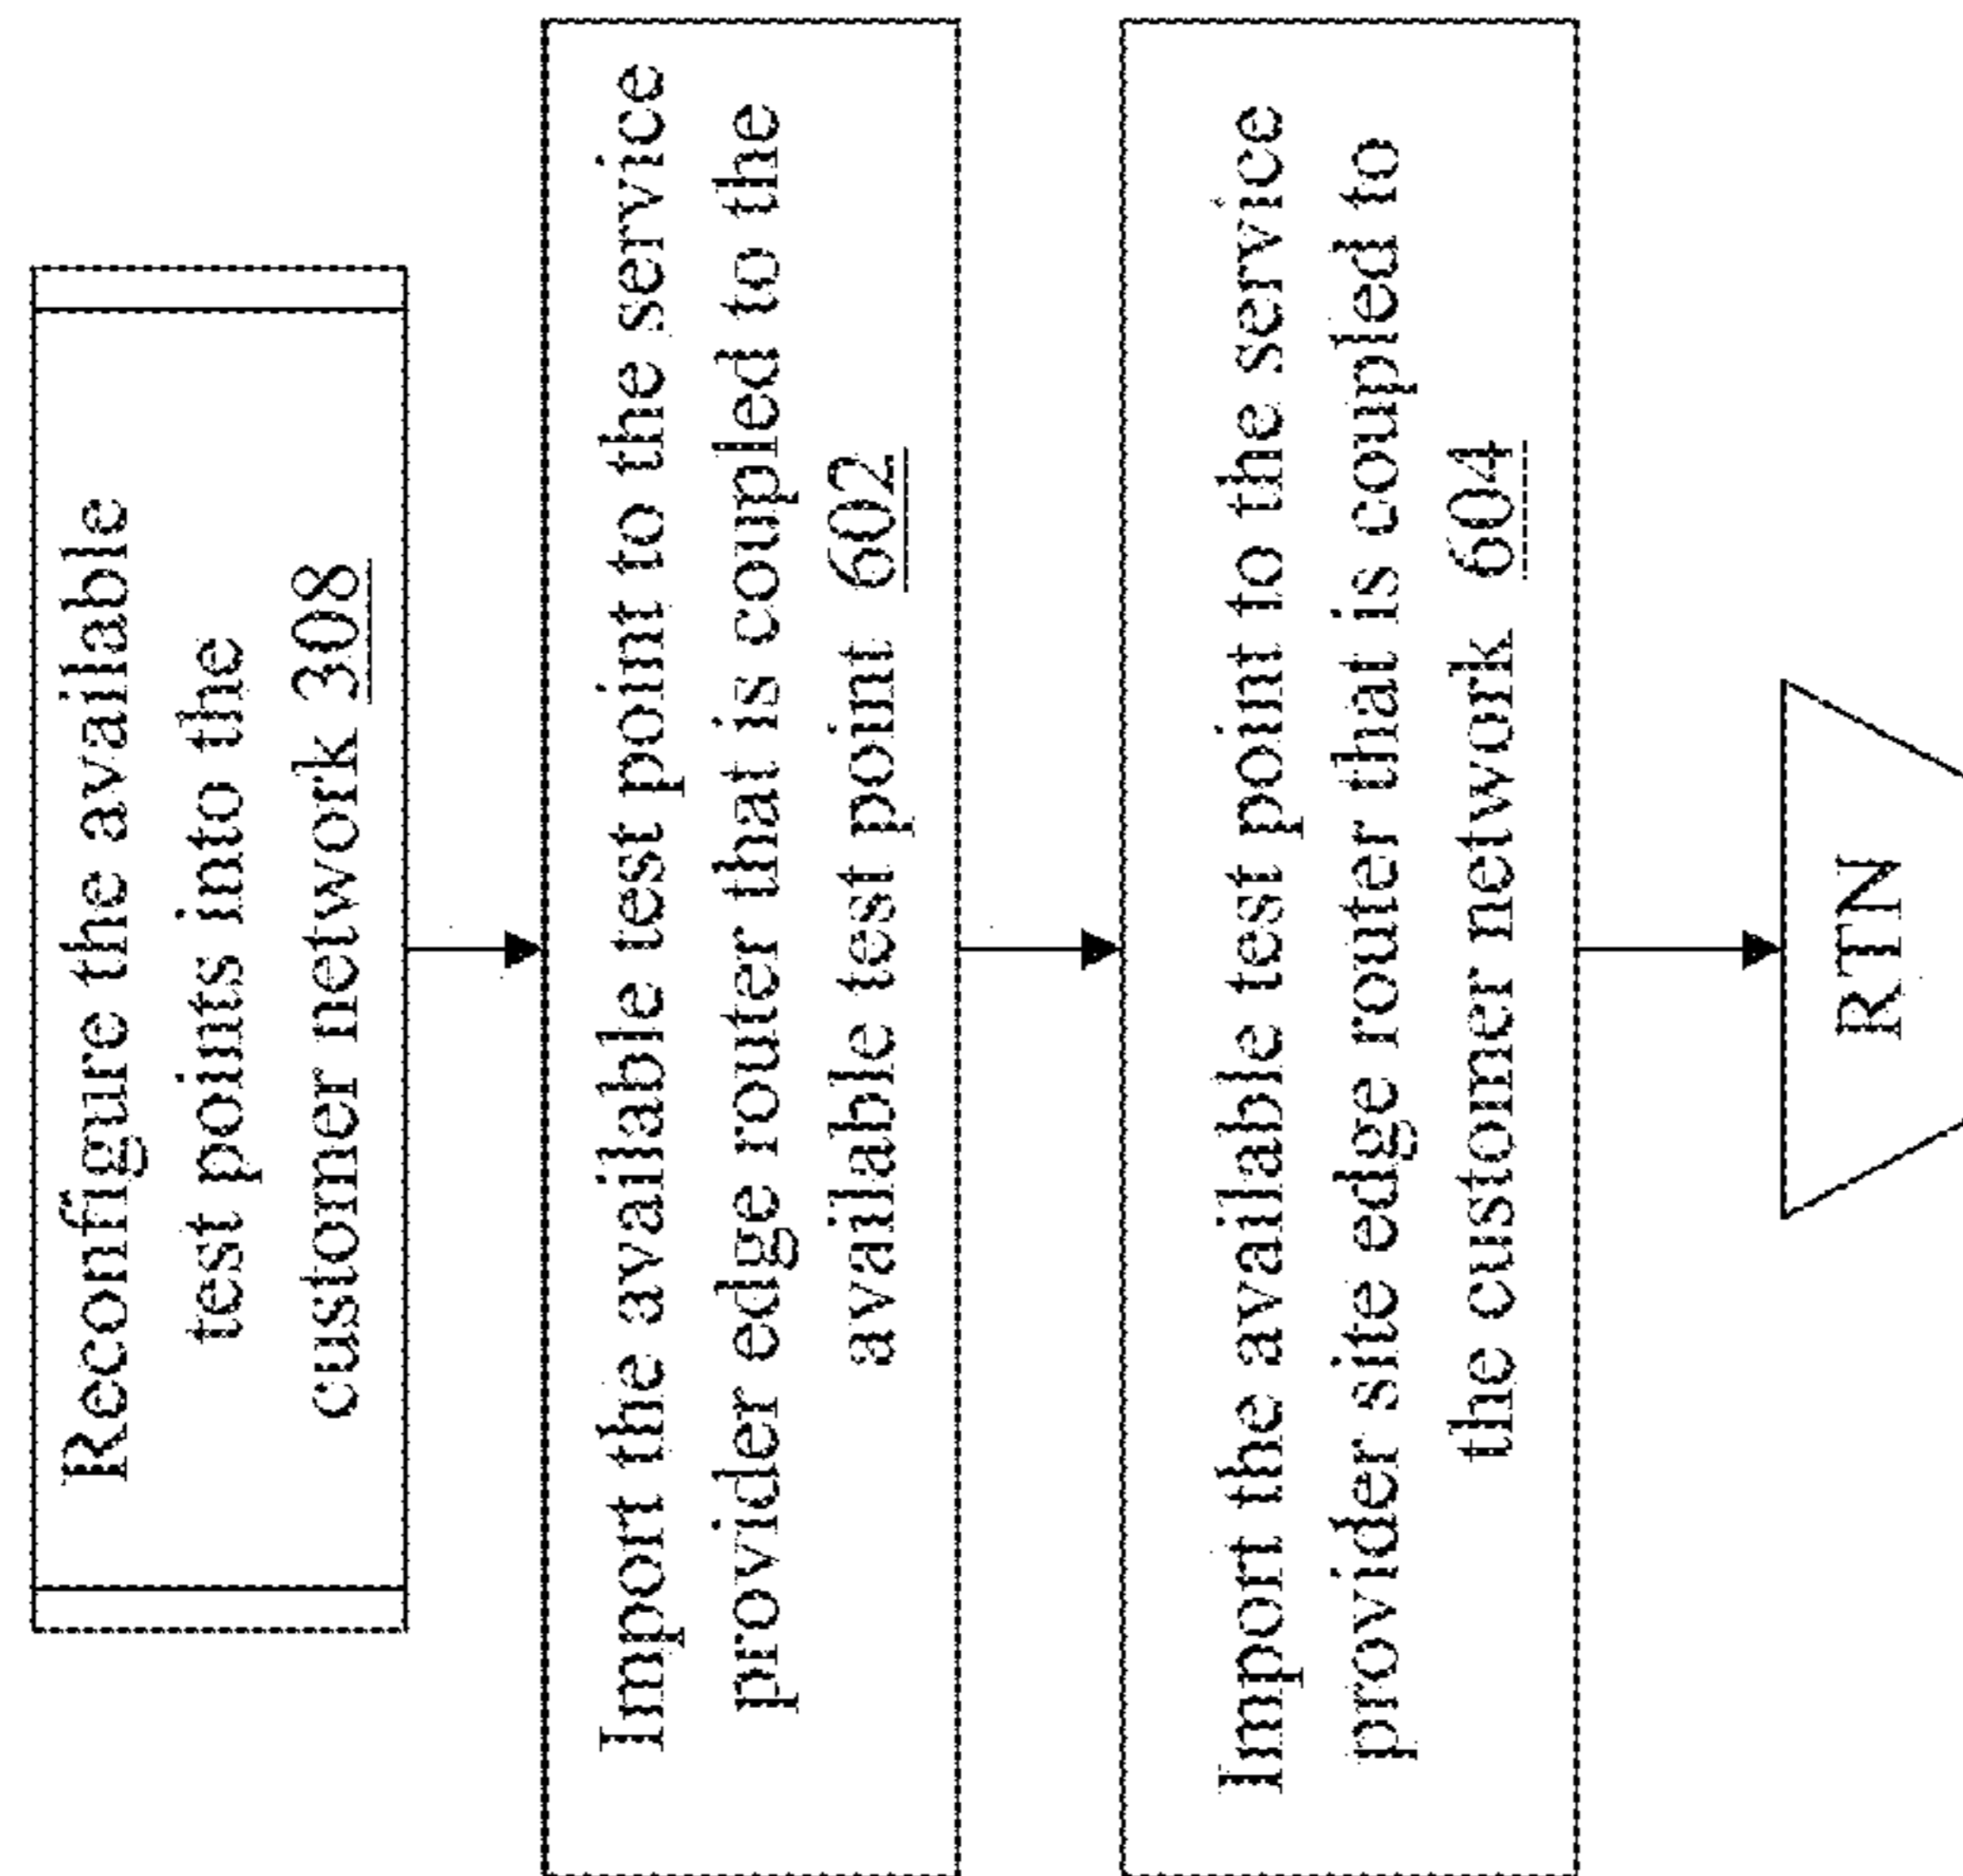 Reconfigure the available
test points into the
customer network 308
Import the available test point to the service
provider edge router that is coupled to the
available test point 602
Import the available test point to the service
provider site edge router that is coupled to
the customer network 604
RTN